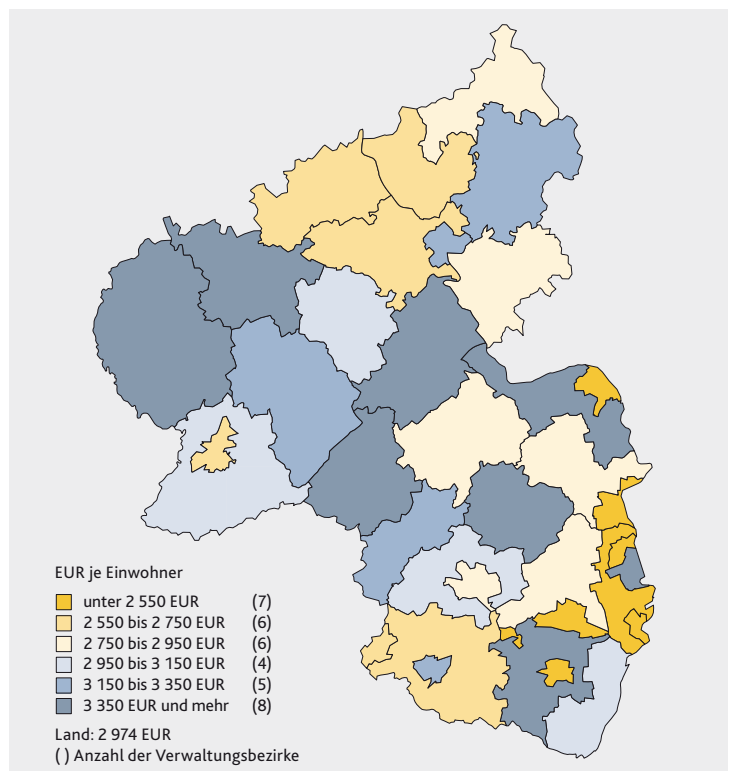 EUR je Einwohner
unter 2 550 EUR (7)
2 550 bis 2 750 EUR (6)
2 750 bis 2 950 EUR (6)
2 950 bis 3 150 EUR (4)
3 150 bis 3 350 EUR (5)
3 350 EUR und mehr (8)
Land: 2 974 EUR
( ) Anzahl der Verwaltungsbezirke